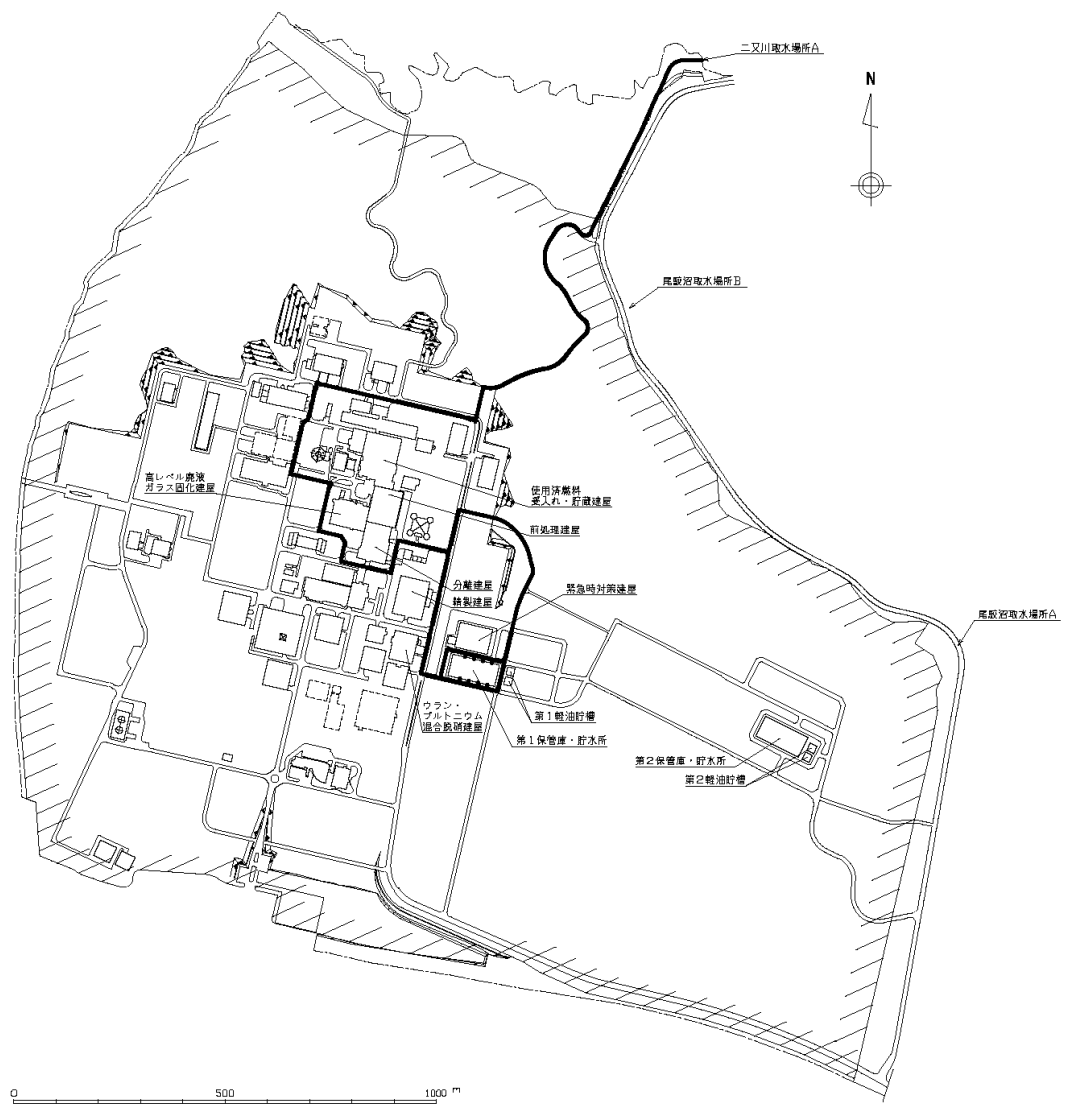 二又川取水場所A
N
尾駮沼取水場所B
高レベル廃液
ガラス固化建屋
使用済燃料
受入れ・貯蔵建屋
前処理建屋
分離建屋
精製建屋
緊急時対策建屋
尾駮沼取水場所A
ウラン・
プルトニウム
混合脱硝建屋
第1軽油貯槽
第1保管庫・貯水所
第2保管庫・貯水所
第2軽油貯槽
0 500 1000 m